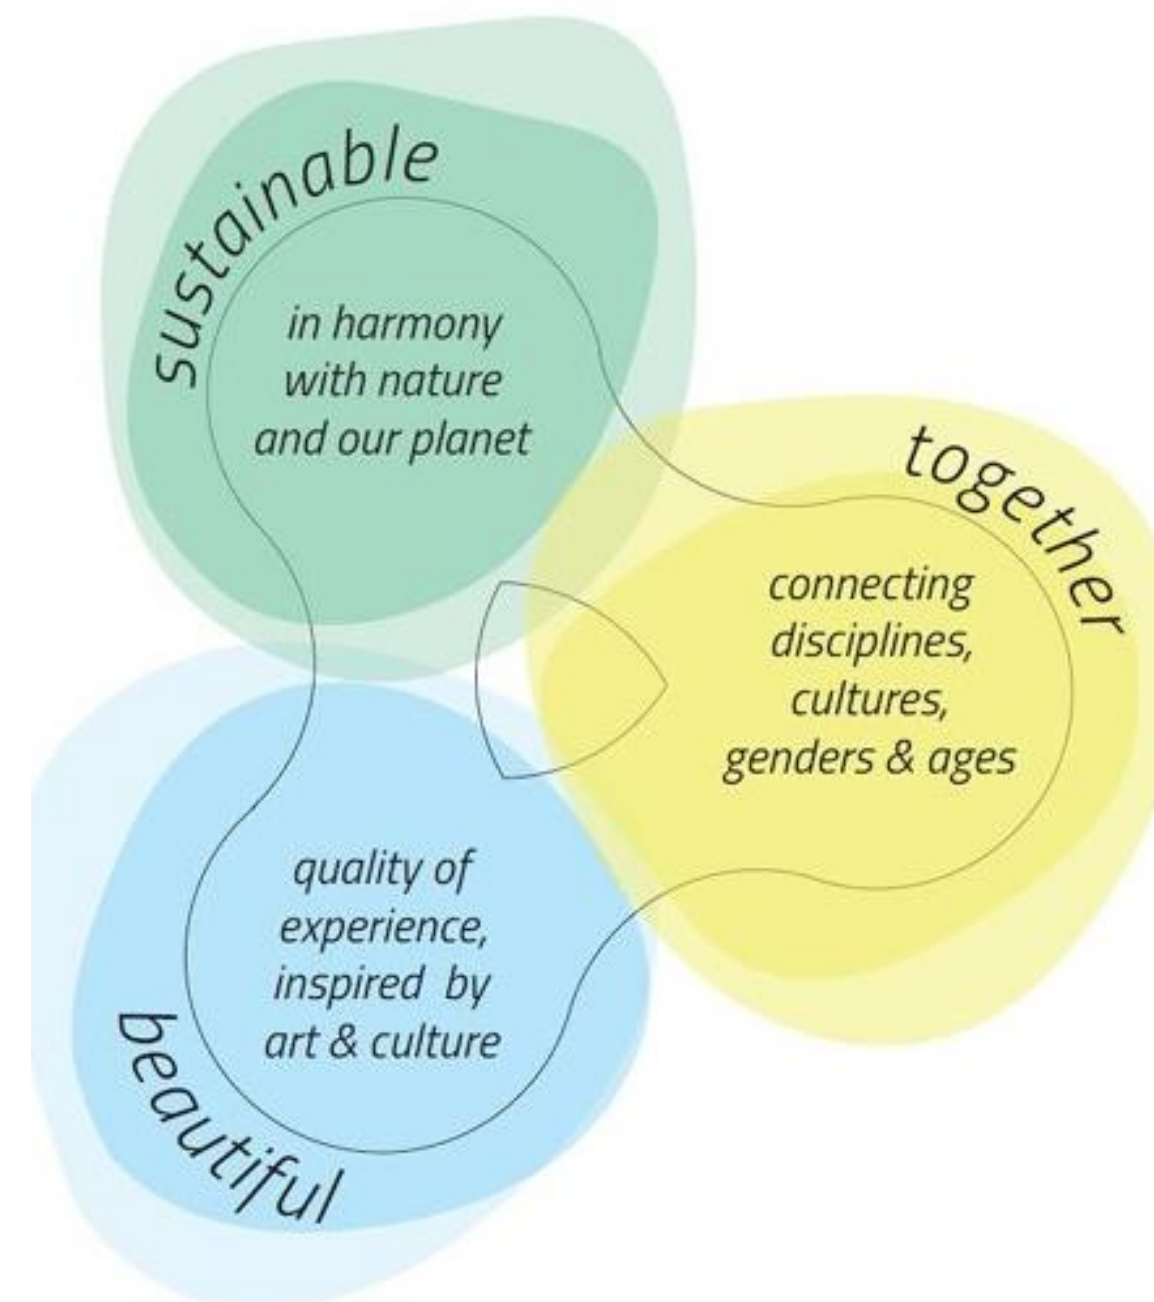 sustainable
in harmony
with nature
and our planet
together
connecting
disciplines,
cultures,
genders & ages
quality of
experience,
inspired by
art & culture
beautiful